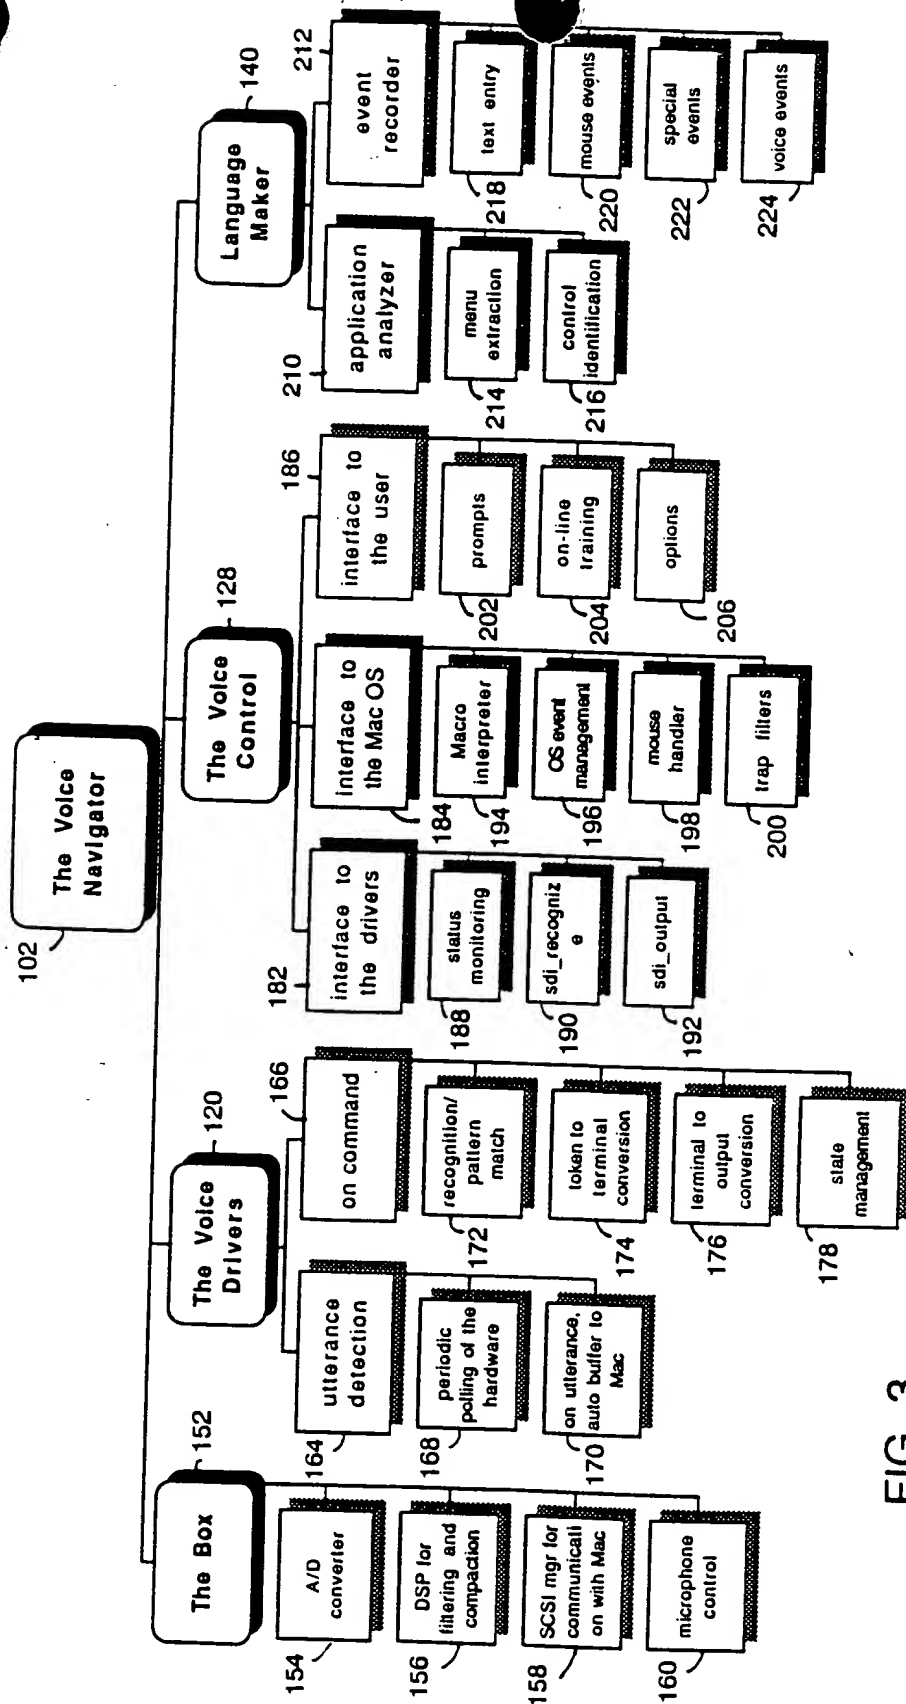 The Voice
Navigator
102
The Box
152
A/D
converter
154
DSP for
filtering and
compaction
156
SCSI mgr for
communicati
on with Mac
158
microphone
control
160
The Voice
Drivers
120
utterance
detection
164
periodic
polling of the
hardware
168
on utterance,
auto buffer to
Mac
170
on command
166
recognition/
pattern
match
172
token to
terminal
conversion
174
terminal to
output
conversion
176
state
management
178
The Voice
Control
128
interface to
the drivers
182
status
monitoring
188
sdi_recogniz
e
190
sdi_output
192
interface to
the Mac OS
184
Macro
interpreter
194
OS event
management
196
mouse
handler
198
trap filters
200
interface to
the user
186
prompts
202
on-line
training
204
options
206
Language
Maker
140
application
analyzer
210
menu
extraction
214
control
identification
216
event
recorder
212
text entry
218
mouse events
220
special
events
222
voice events
224
FIG. 3